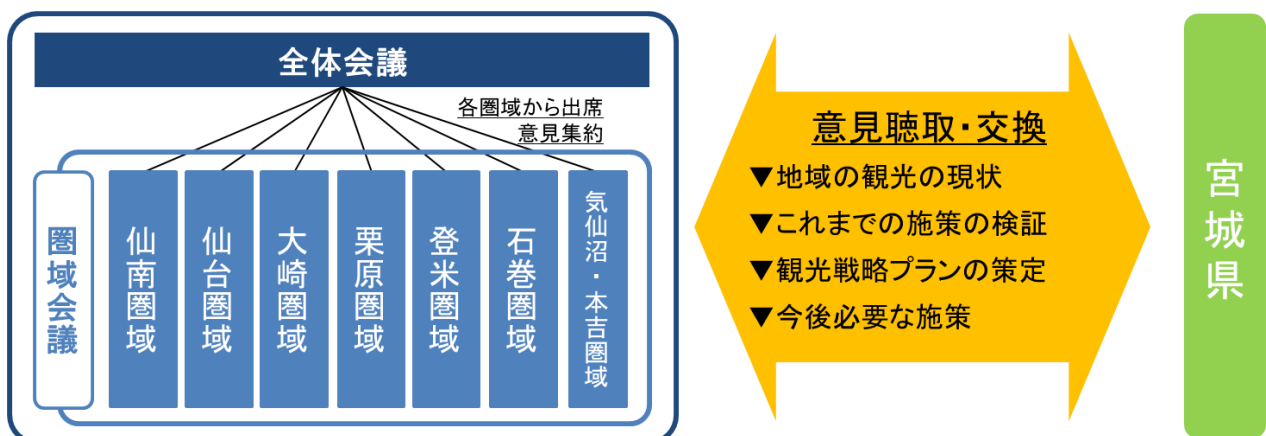 全体会議
各圏域から出席
意見集約
圏域会議
仙南圏域
仙台圏域
大崎圏域
栗原圏域
登米圏域
石巻圏域
気仙沼・本吉圏域
意見聴取・交換
▼地域の観光の現状
▼これまでの施策の検証
▼観光戦略プランの策定
▼今後必要な施策
宮城県